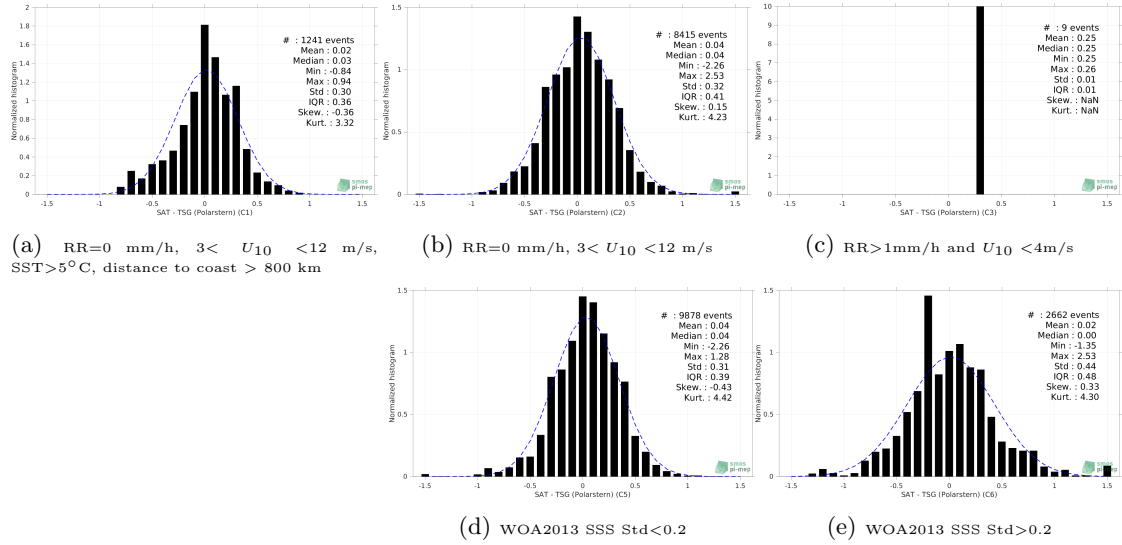 2
1.8
1.6
1.4
1.2
1
0.8
0.6
0.4
0.2
0
Normalized histogram
# : 1241 events
Mean : 0.02
Median : 0.03
Min : -0.84
Max : 0.94
Std : 0.30
IQR : 0.36
Skew. : -0.36
Kurt. : 3.32
smos
pi-mep
-1.5 -1 -0.5 0 0.5 1 1.5
SAT - TSG (Polarstern) (C1)
(a) RR=0 mm/h, 3< U10 <12 m/s,
SST>5°C, distance to coast > 800 km
1.5
1
0.5
0
Normalized histogram
# : 8415 events
Mean : 0.04
Median : 0.04
Min : -2.26
Max : 2.53
Std : 0.32
IQR : 0.41
Skew. : 0.15
Kurt. : 4.23
smos
pi-mep
-1.5 -1 -0.5 0 0.5 1 1.5
SAT - TSG (Polarstern) (C2)
(b) RR=0 mm/h, 3< U10 <12 m/s
10
9
8
7
6
5
4
3
2
1
0
Normalized histogram
# : 9 events
Mean : 0.25
Median : 0.25
Min : 0.25
Max : 0.26
Std : 0.01
IQR : 0.01
Skew. : NaN
Kurt. : NaN
smos
pi-mep
-1.5 -1 -0.5 0 0.5 1 1.5
SAT - TSG (Polarstern) (C3)
(c) RR>1mm/h and U10 <4m/s
1.5
1
0.5
0
Normalized histogram
# : 9878 events
Mean : 0.04
Median : 0.04
Min : -2.26
Max : 1.28
Std : 0.31
IQR : 0.39
Skew. : -0.43
Kurt. : 4.42
smos
pi-mep
-1.5 -1 -0.5 0 0.5 1 1.5
SAT - TSG (Polarstern) (C5)
(d) WOA2013 SSS Std<0.2
1.5
1
0.5
0
Normalized histogram
# : 2662 events
Mean : 0.02
Median : 0.00
Min : -1.35
Max : 2.53
Std : 0.44
IQR : 0.48
Skew. : 0.33
Kurt. : 4.30
smos
pi-mep
-1.5 -1 -0.5 0 0.5 1 1.5
SAT - TSG (Polarstern) (C6)
(e) WOA2013 SSS Std>0.2